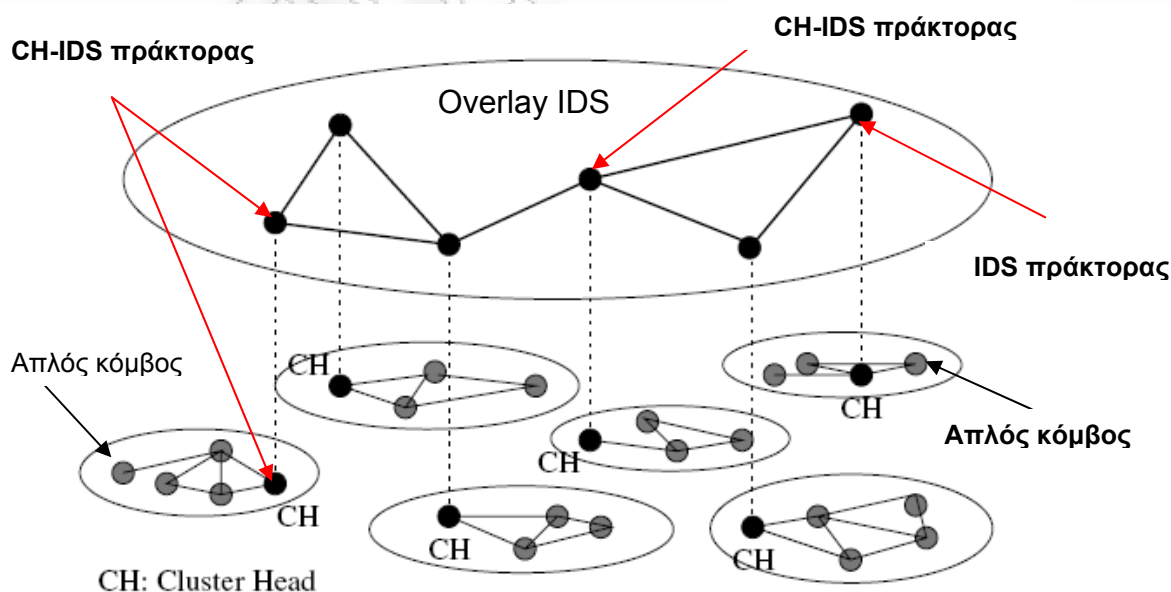 CH-IDS πράκτορας
CH-IDS πράκτορας
Overlay IDS
IDS πράκτορας
Απλός κόμβος
CH
CH
Απλός κόμβος
CH
CH
CH
CH
CH: Cluster Head